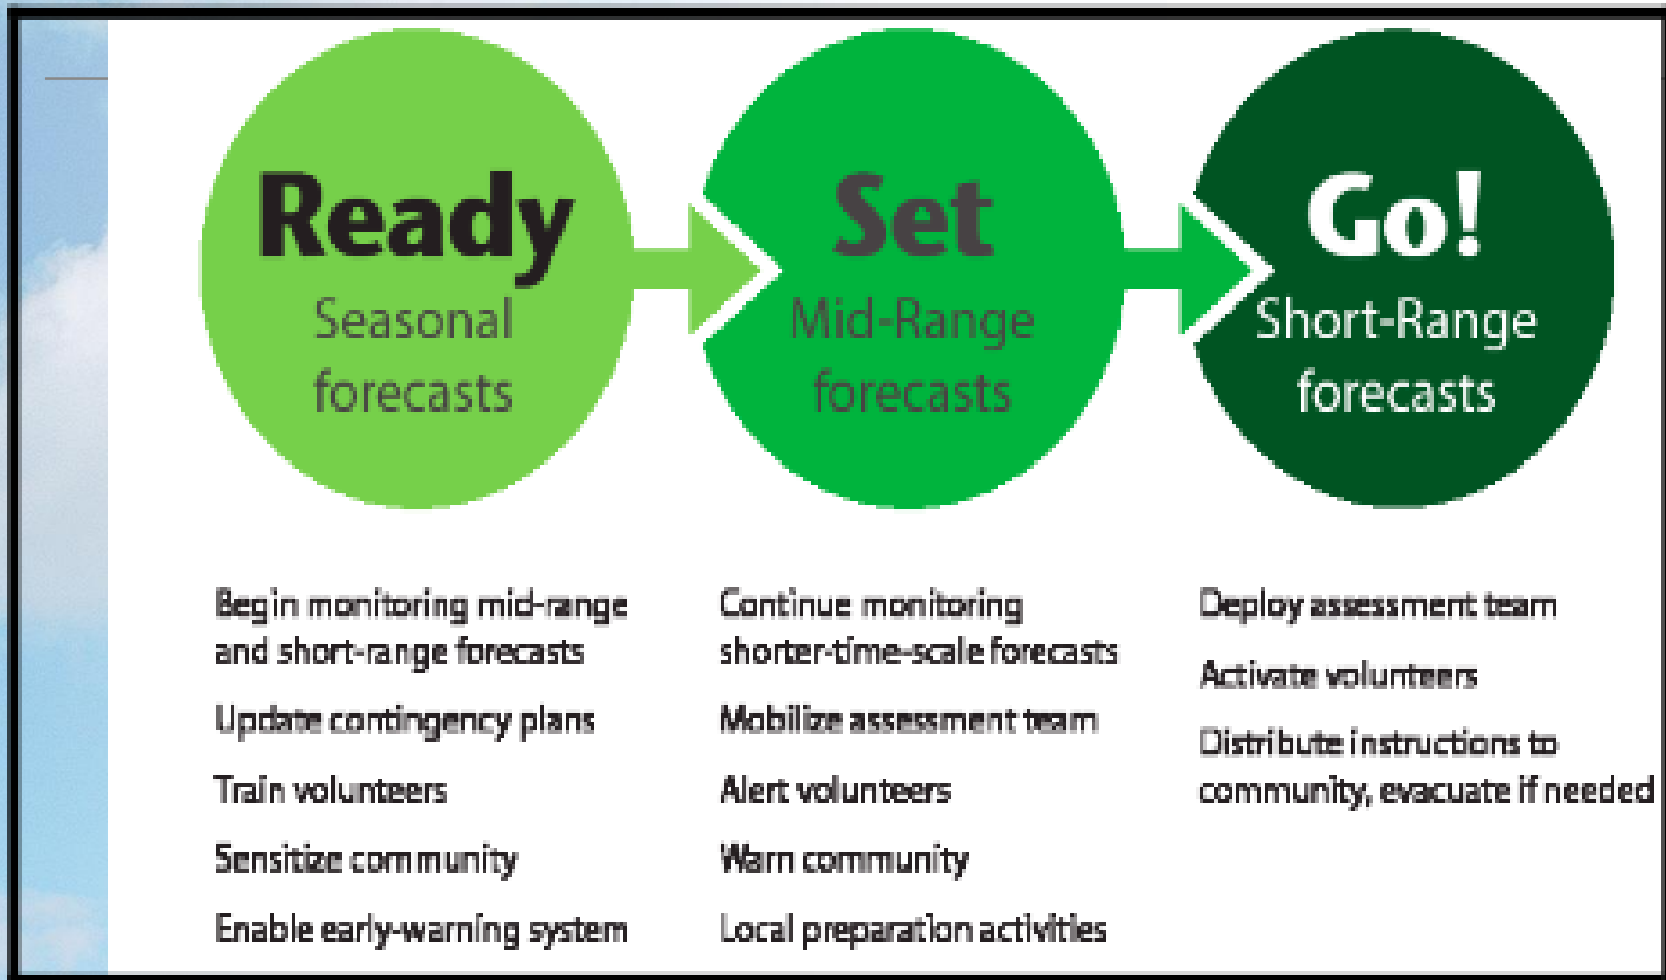 Ready
Seasonal
forecasts
Set
Mid-Range
forecasts
Go!
Short-Range
forecasts
Begin monitoring mid-range
and short-range forecasts
Update contingency plans
Train volunteers
Sensitize community
Enable early-warning system
Continue monitoring
shorter-time-scale forecasts
Mobilize assessment team
Alert volunteers
Warn community
Local preparation activities
Deploy assessment team
Activate volunteers
Distribute instructions to
community, evacuate if needed